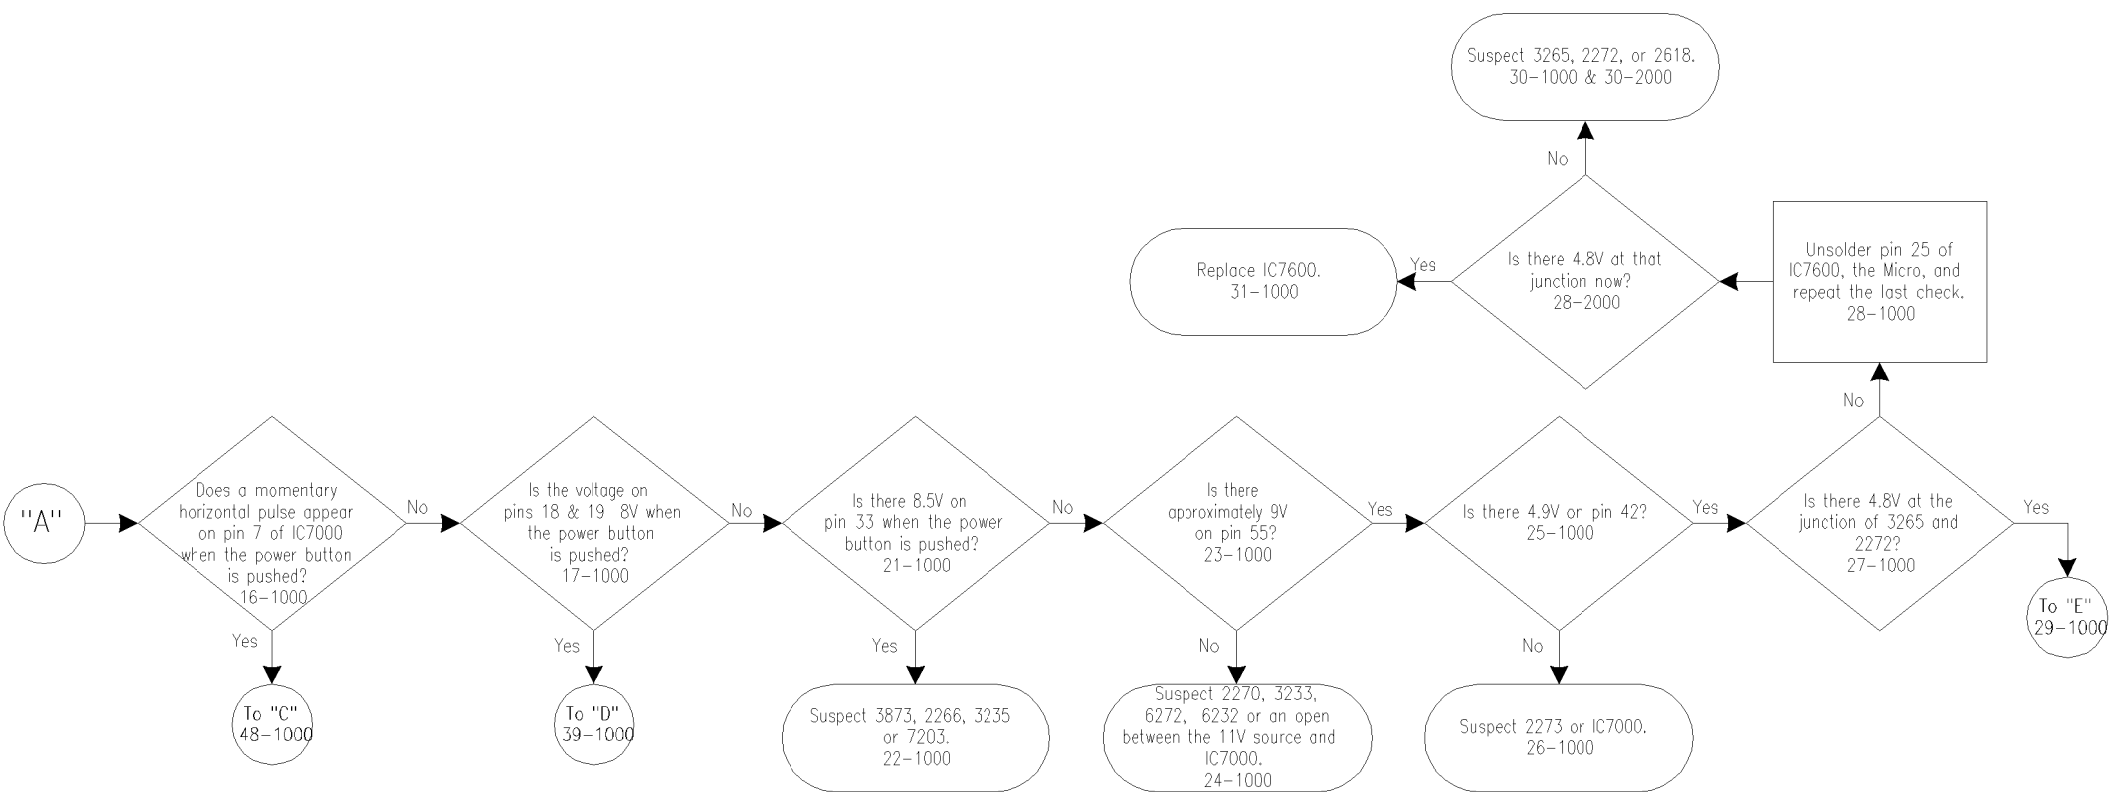 Suspect 3265, 2272, or 2618.
30-1000 & 30-2000
No
Is there 4.8V at that
junction now?
28-2000
Yes
Replace IC7600.
31-1000
Unsolder pin 25 of
IC7600, the Micro, and
repeat the last check.
28-1000
No
"A"
Does a momentary
horizontal pulse appear
on pin 7 of IC7000
when the power button
is pushed?
16-1000
No
Yes
To "C"
48-1000
Is the voltage on
pins 18 & 19 8V when
the power button
is pushed?
17-1000
No
Yes
To "D"
39-1000
Is there 8.5V on
pin 33 when the power
button is pushed?
21-1000
No
Yes
Suspect 3873, 2266, 3235
or 7203.
22-1000
Is there
approximately 9V
on pin 55?
23-1000
Yes
No
Suspect 2270, 3233,
6272, 6232 or an open
between the 11V source and
IC7000.
24-1000
Is there 4.9V or pin 42?
25-1000
Yes
No
Suspect 2273 or IC7000.
26-1000
Is there 4.8V at the
junction of 3265 and
2272?
27-1000
Yes
To "E"
29-1000